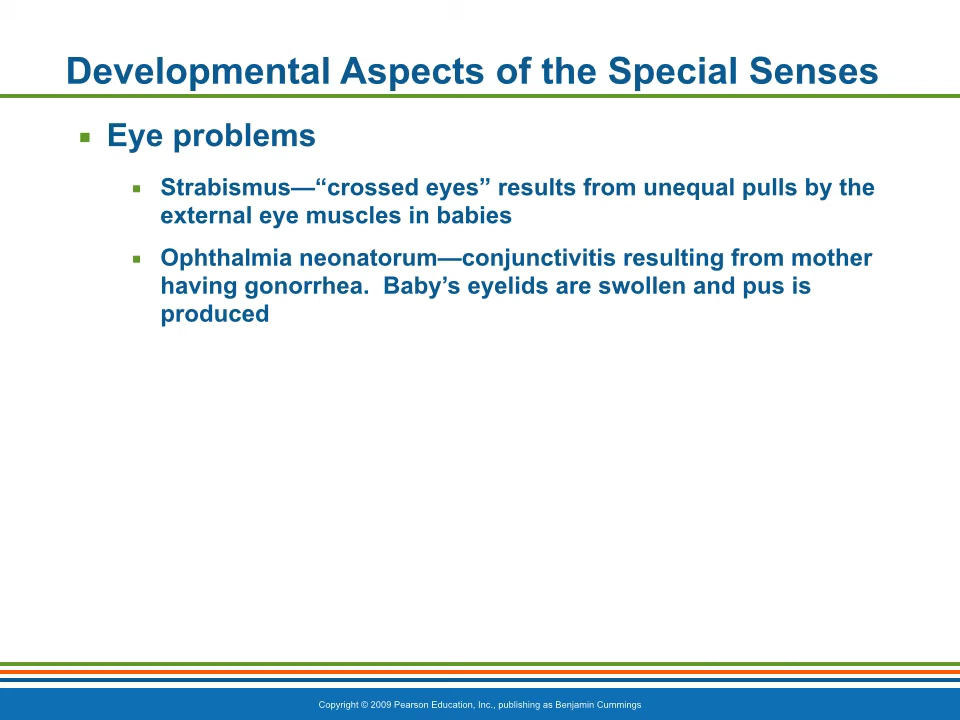 Developmental Aspects of the Special Senses
Eye problems
Strabismus—“crossed eyes” results from unequal pulls by the
external eye muscles in babies
Ophthalmia neonatorum—conjunctivitis resulting from mother
having gonorrhea.  Baby’s eyelids are swollen and pus is
produced
Copyright © 2009 Pearson Education, Inc., publishing as Benjamin Cummings